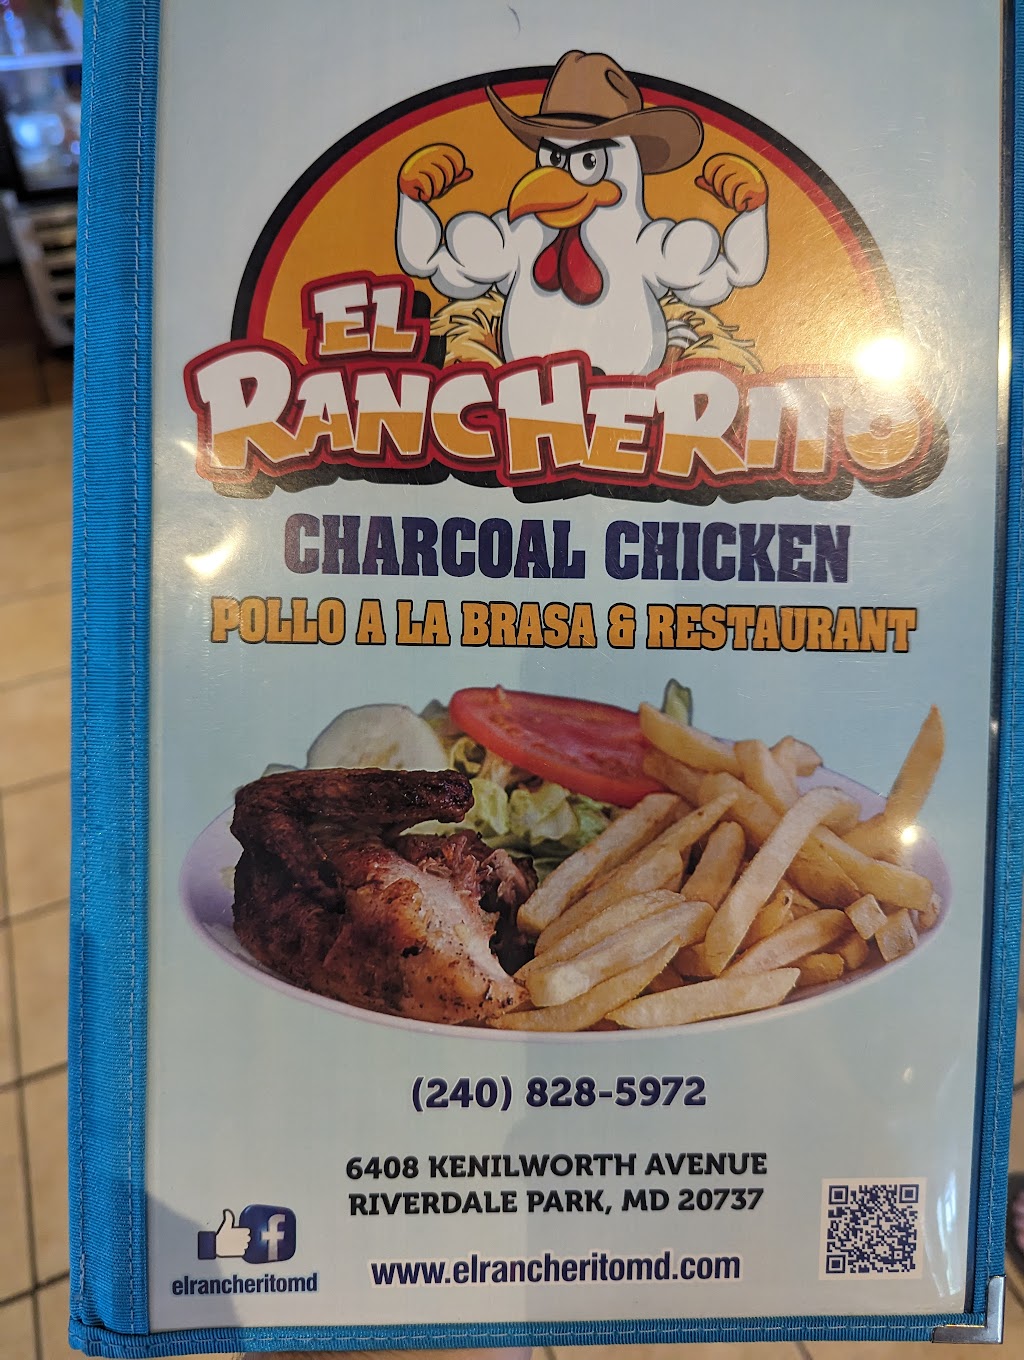 EL
RANCHERITO
CHARCOAL CHICKEN
POLLO A LA BRASA & RESTAURANT
(240) 828-5972
6408 KENILWORTH AVENUE
RIVERDALE PARK, MD 20737
f
elrancheritomd
www.elrancheritomd.com